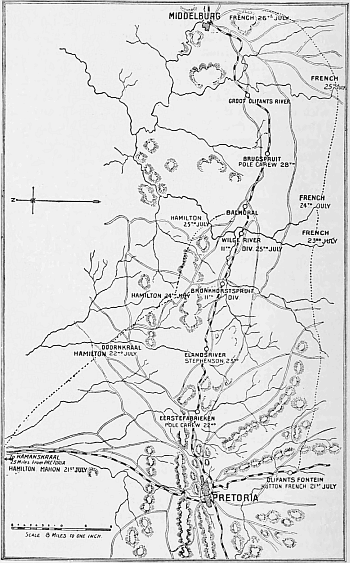 MIDDELBURG
FRENCH 26TH JULY
FRENCH
25TH JULY
GROOT OLIFANTS RIVER
BRUGSPRUIT
POLE CAREW 28TH
FRENCH
24TH JULY
N
HAMILTON
25TH JULY
BALMORAL
WILGE RIVER
11TH DIV. 25TH JULY
FRENCH
23RD JULY
BRONKHORSTSPRUIT
11TH DIV
HAMILTON 24TH JULY
DOORNKRAAL
HAMILTON 22ND JULY
ELANDSRIVER
STEPHENSON, 23RD
EERSTEFABRIEKEN
POLE CAREW 22ND
HAMANSKRAAL
25 MILES from PRETORIA
HAMILTON MAHON 21ST JULY
OLIFANTS FONTEIN
HUTTON FRENCH 21ST JULY
PRETORIA
SCALE 8 MILES TO ONE INCH.